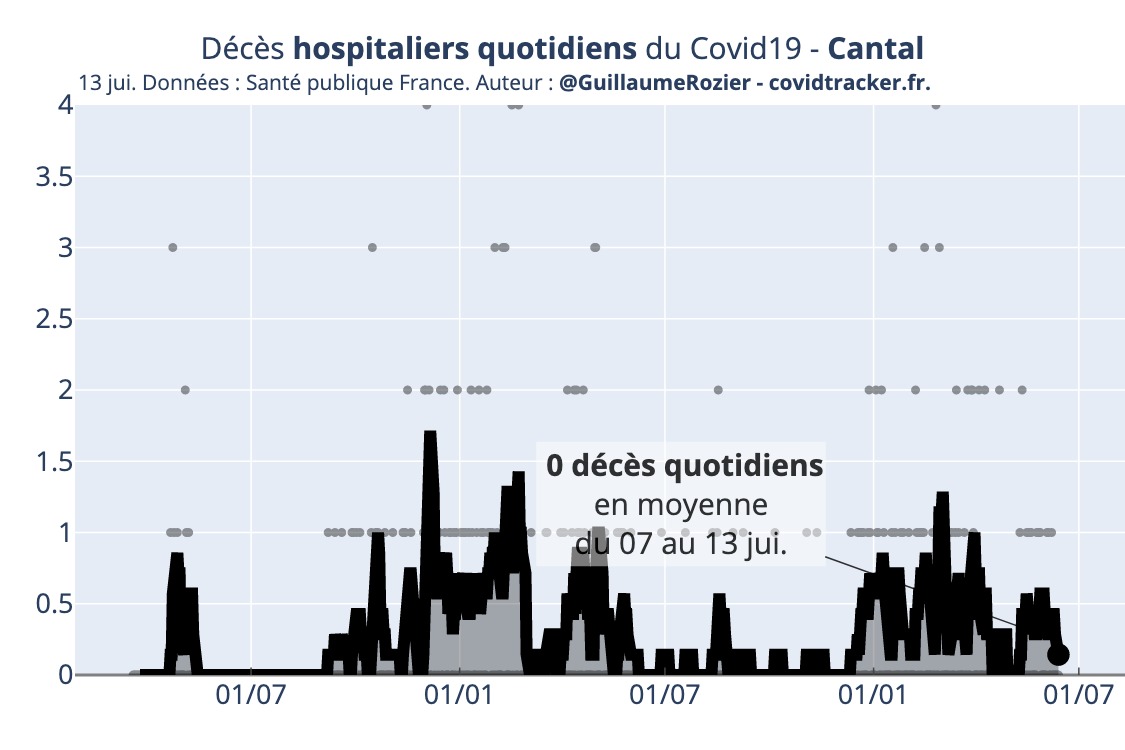 Décès hospitaliers quotidiens du Covid19 - Cantal
13 jui. Données : Santé publique France. Auteur : @GuillaumeRozier - covidtracker.fr.
4
3.5
3
2.5
2
1.5
1
0.5
0
0 décès quotidiens
en moyenne
du 07 au 13 jui.
01/07
01/01
01/07
01/01
01/07